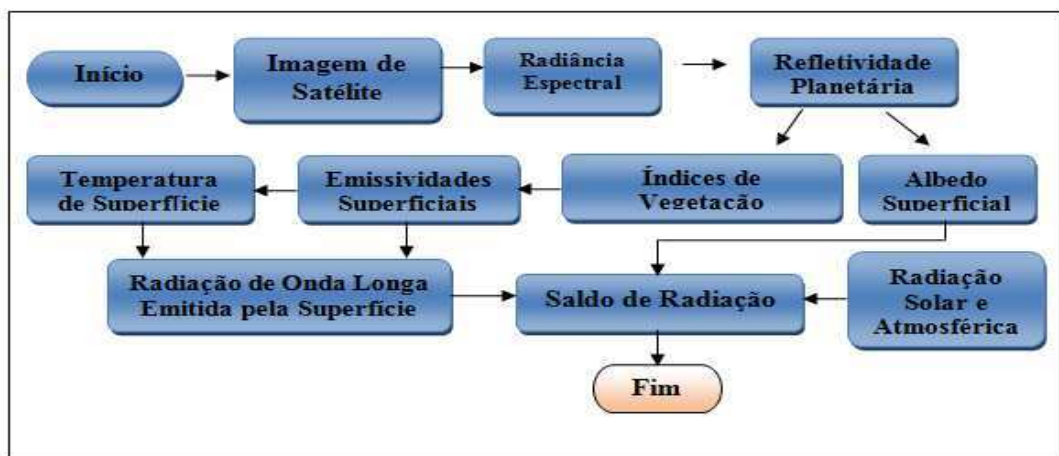 Início
Imagem de
Satélite
Radiância
Espectral
Refletividade
Planetária
Temperatura
de Superfície
Emissividades
Superficiais
Índices de
Vegetação
Albedo
Superficial
Radiação de Onda Longa
Emitida pela Superfície
Saldo de Radiação
Radiação
Solar e
Atmosférica
Fim